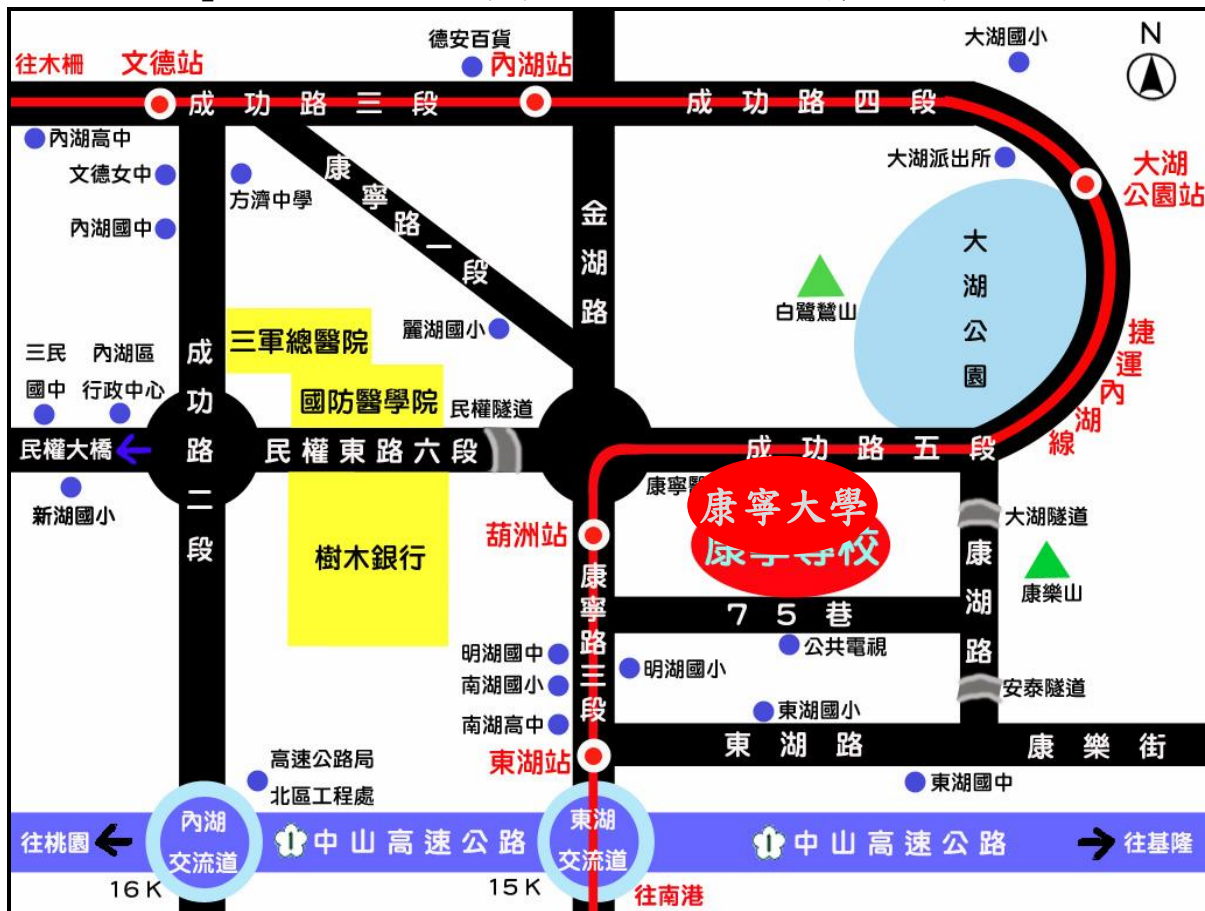 德安百貨
大湖國小
N
往木柵
文德站
內湖站
成功路三段
成功路四段
內湖高中
文德女中
方濟中學
內湖國中
康寧路一段
金湖路
大湖派出所
大湖
公園站
大湖公園
白鷺鷥山
捷運內湖線
三軍總醫院
麗湖國小
三民
國中
內湖區
行政中心
成功路二段
國防醫學院
民權隧道
民權大橋
民權東路六段
成功路五段
新湖國小
康寧醫
康寧大學
康寧專校
大湖隧道
葫洲站
樹木銀行
康寧路三段
康湖路
康樂山
75巷
明湖國中
明湖國小
公共電視
南湖國小
安泰隧道
南湖高中
東湖國小
東湖站
東湖路
康樂街
高速公路局
北區工程處
東湖國中
往桃園
內湖
交流道
1
中山高速公路
東湖
交流道
1
中山高速公路
往基隆
16K
15K
往南港